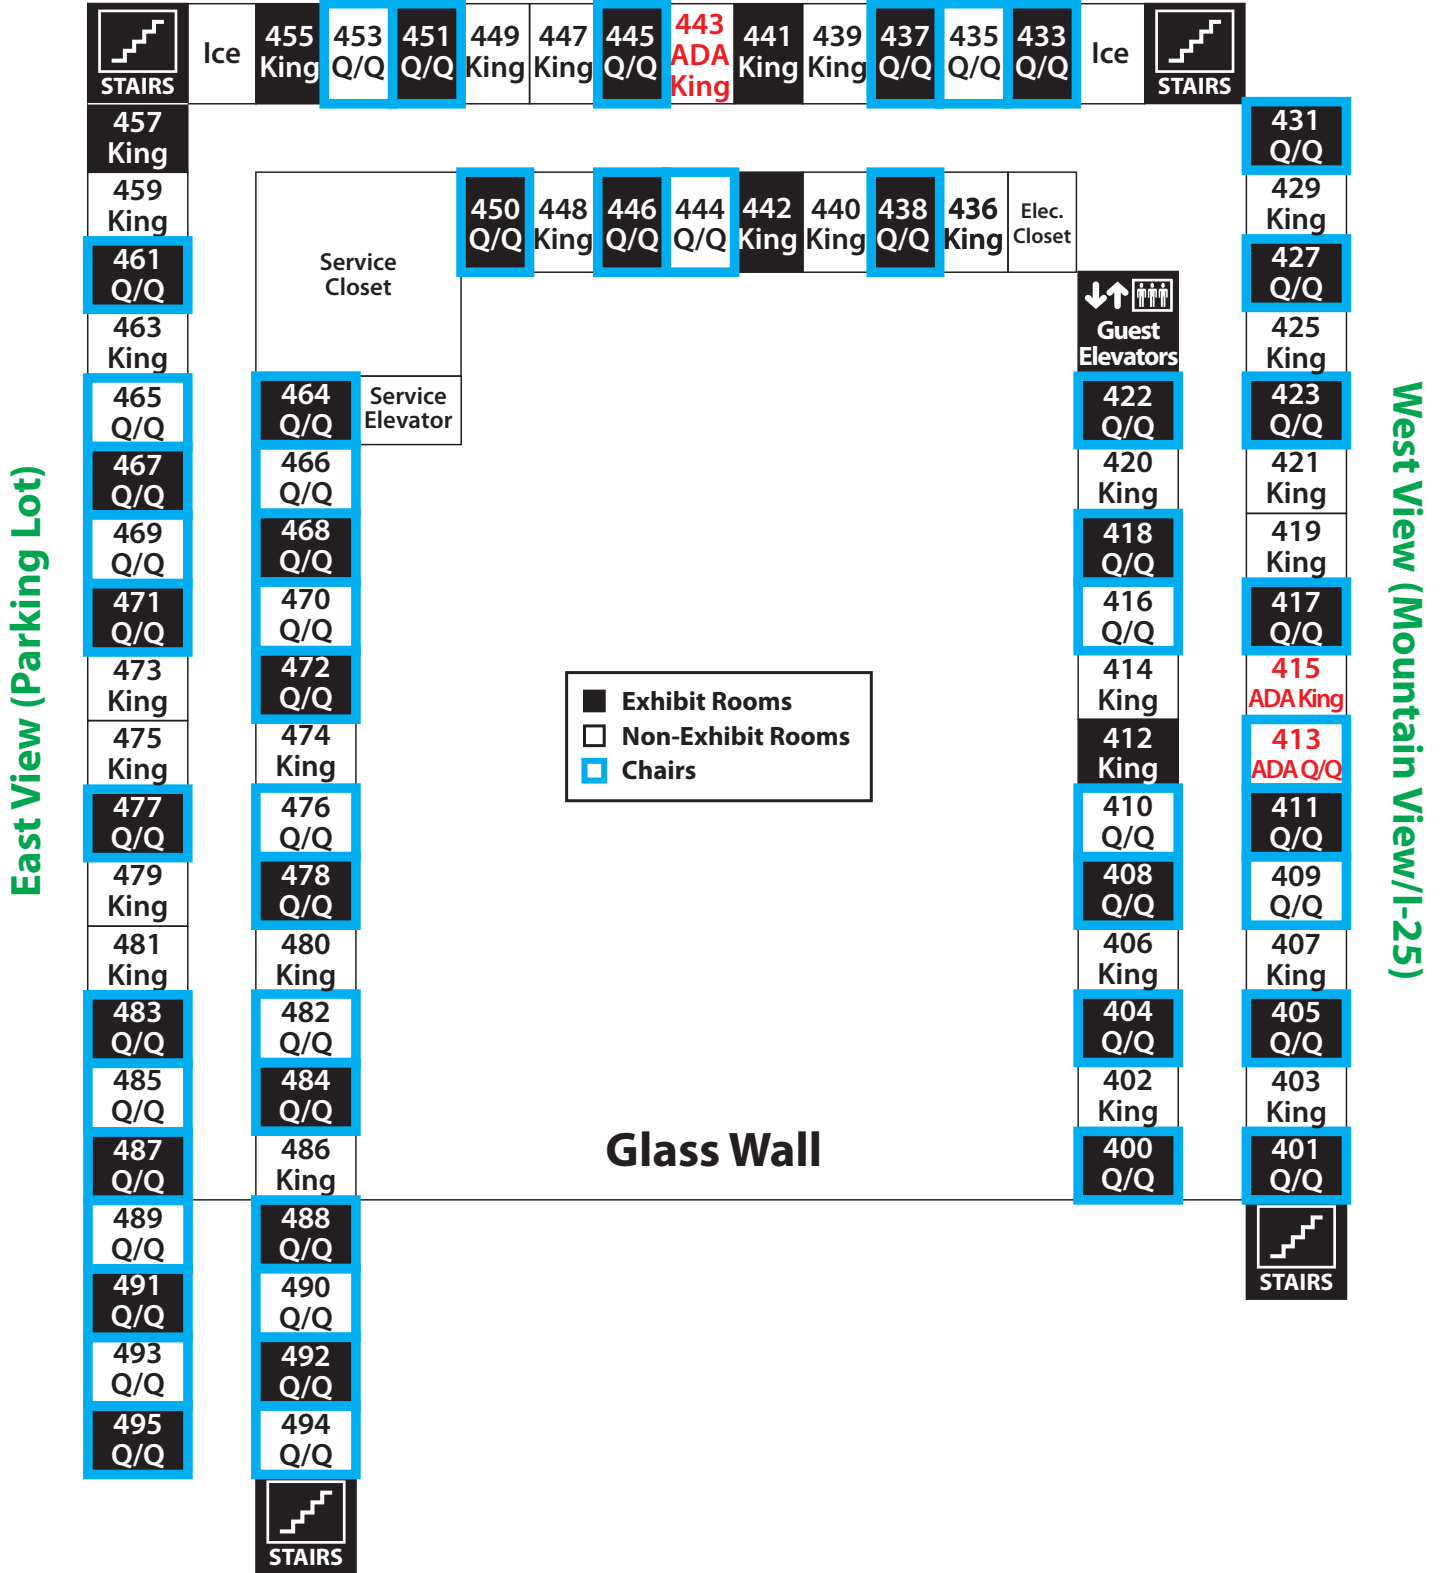 STAIRS
Ice
455
King
453
Q/Q
451
Q/Q
449
King
447
King
445
Q/Q
443
ADA
King
441
King
439
King
437
Q/Q
435
Q/Q
433
Q/Q
Ice
STAIRS
457
King
459
King
461
Q/Q
463
King
465
Q/Q
467
Q/Q
469
Q/Q
471
Q/Q
473
King
475
King
477
Q/Q
479
King
481
King
483
Q/Q
485
Q/Q
487
Q/Q
489
Q/Q
491
Q/Q
493
Q/Q
495
Q/Q
East View (Parking Lot)
Service
Closet
450
Q/Q
448
King
446
Q/Q
444
Q/Q
442
King
440
King
438
Q/Q
436
King
Elec.
Closet
Service
Elevator
464
Q/Q
466
Q/Q
468
Q/Q
470
Q/Q
472
Q/Q
474
King
476
Q/Q
478
Q/Q
480
King
482
Q/Q
484
Q/Q
486
King
488
Q/Q
490
Q/Q
492
Q/Q
494
Q/Q
STAIRS
Exhibit Rooms
Non-Exhibit Rooms
Chairs
Glass Wall
Guest
Elevators
422
Q/Q
420
King
418
Q/Q
416
Q/Q
414
King
412
King
410
Q/Q
408
Q/Q
406
King
404
Q/Q
402
King
400
Q/Q
431
Q/Q
429
King
427
Q/Q
425
King
423
Q/Q
421
King
419
King
417
Q/Q
415
ADA King
413
ADA Q/Q
411
Q/Q
409
Q/Q
407
King
405
Q/Q
403
King
401
Q/Q
STAIRS
West View (Mountain View/I-25)